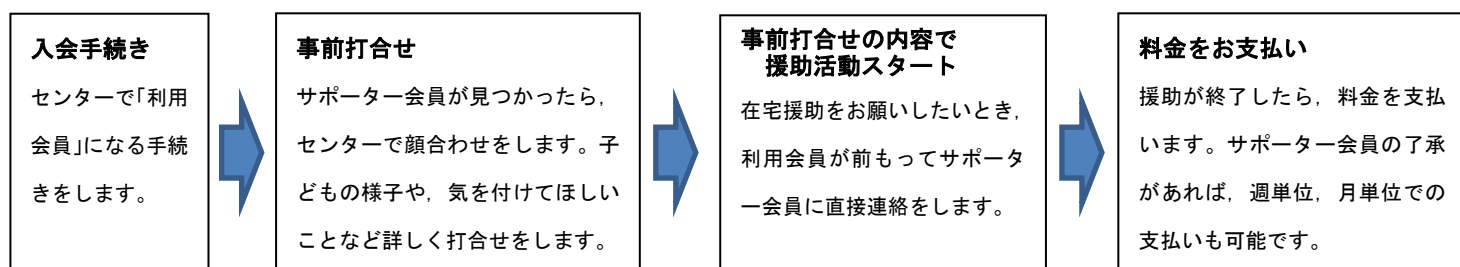 入会手続き
センターで「利用
会員」になる手続
きをします。
事前打合せ
サポーター会員が見つかったら，
センターで顔合わせをします。子
どもの様子や，気を付けてほしい
ことなど詳しく打合せをします。
事前打合せの内容で
援助活動スタート
在宅援助をお願いしたいとき，
利用会員が前もってサポータ
ー会員に直接連絡をします。
料金をお支払い
援助が終了したら，料金を支払
います。サポーター会員の了承
があれば，週単位，月単位での
支払いも可能です。